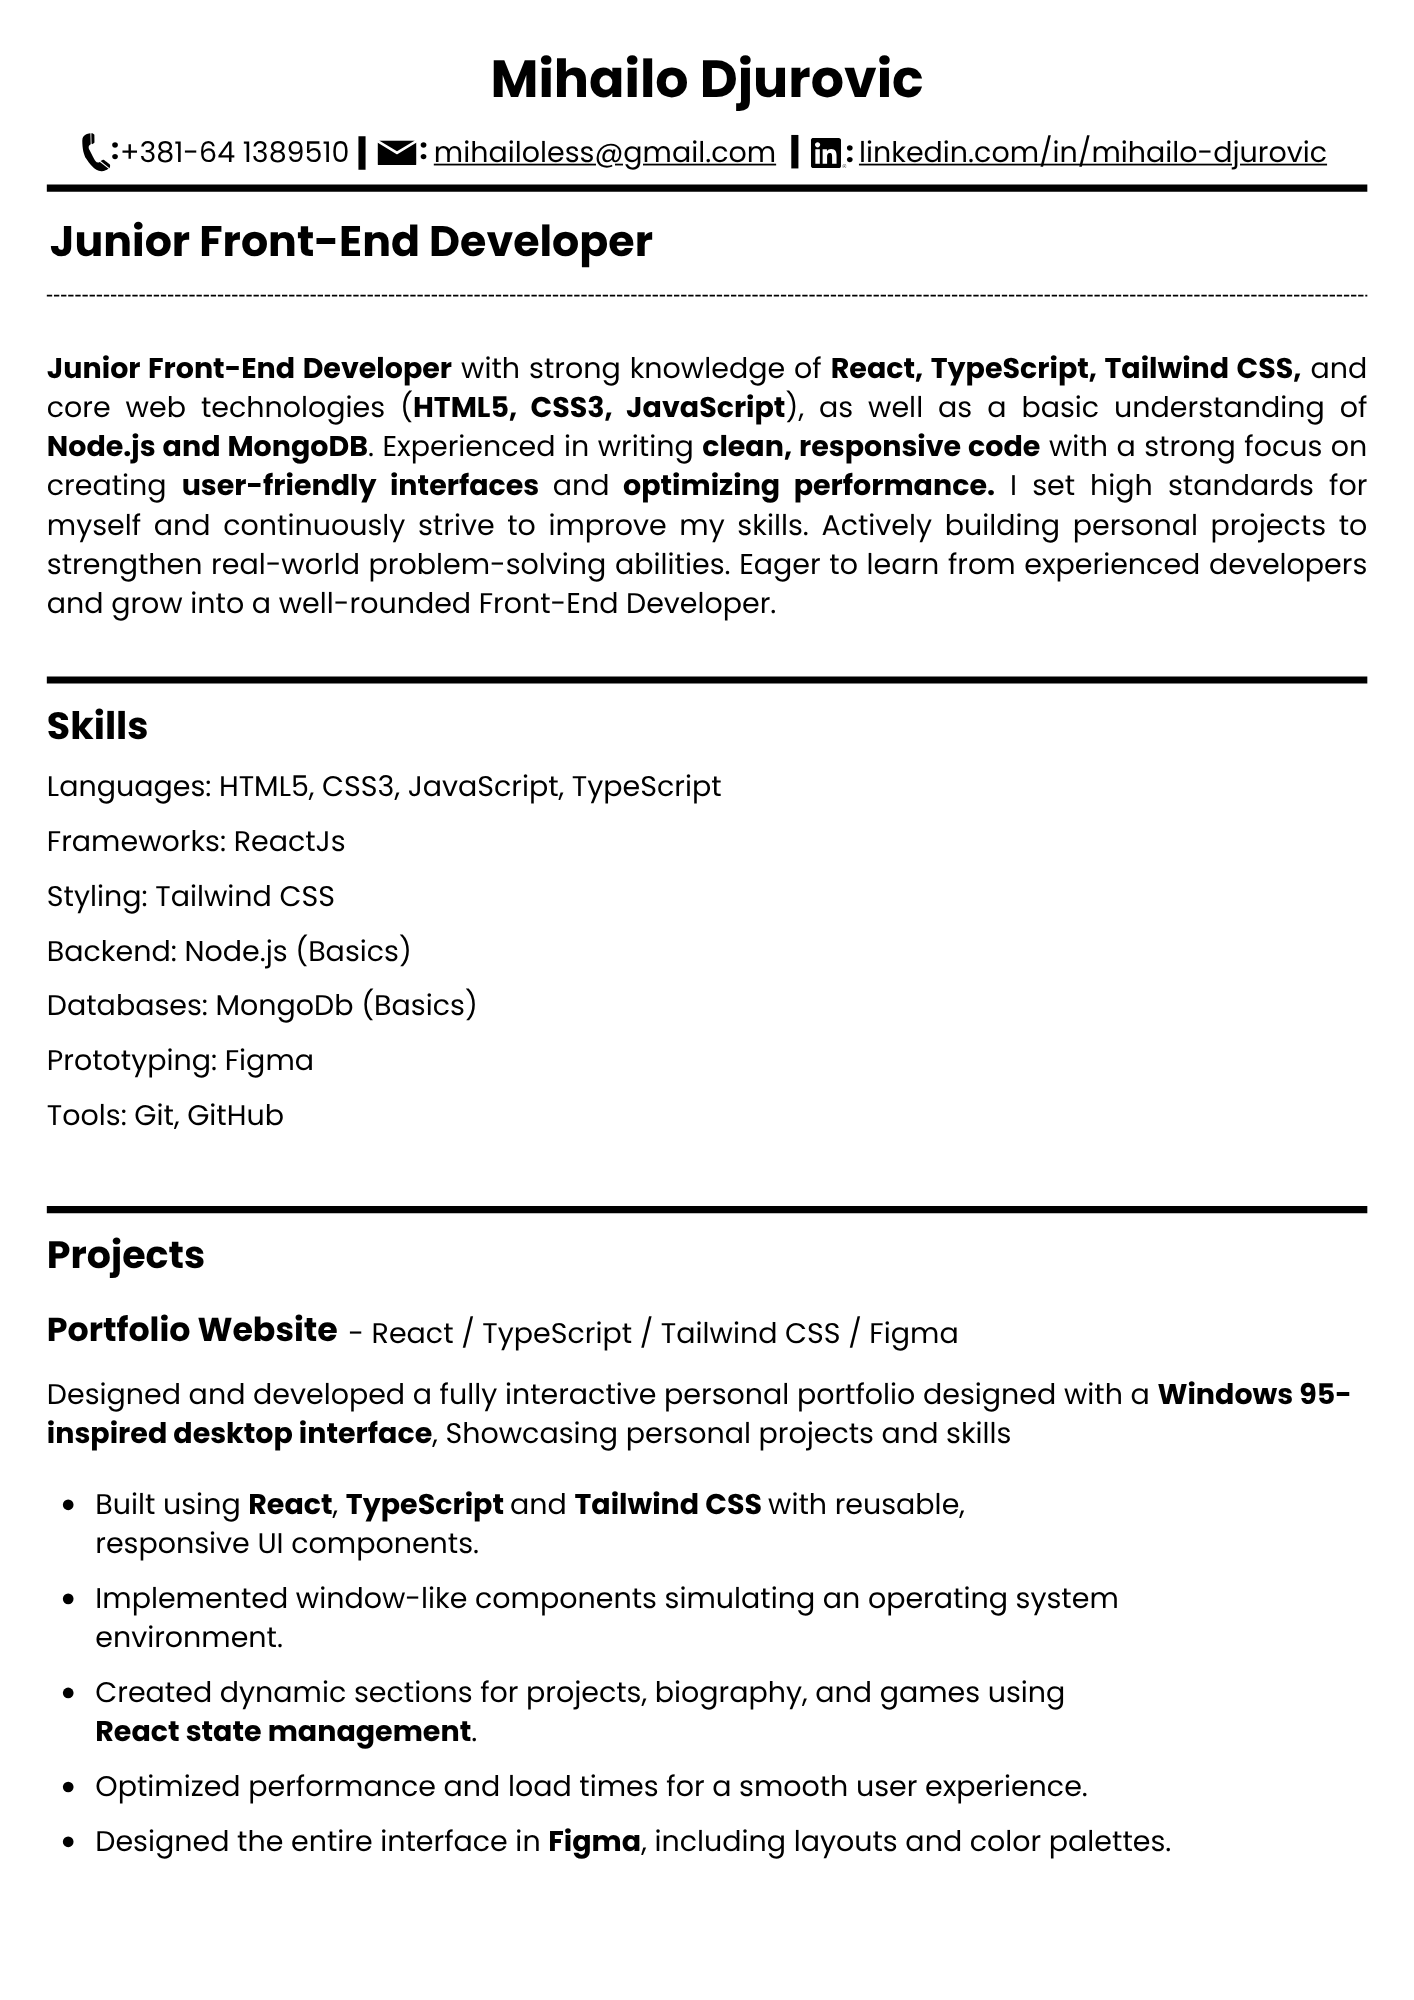 Mihailo Djurovic
:+381-64 1389510 | : mihailoless@gmail.com | in : linkedin.com/in/mihailo-djurovic
Junior Front-End Developer
Junior Front-End Developer with strong knowledge of React, TypeScript, Tailwind CSS, and
core web technologies (HTML5, CSS3, JavaScript), as well as a basic understanding of
Node.js and MongoDB. Experienced in writing clean, responsive code with a strong focus on
creating user-friendly interfaces and optimizing performance. I set high standards for
myself and continuously strive to improve my skills. Actively building personal projects to
strengthen real-world problem-solving abilities. Eager to learn from experienced developers
and grow into a well-rounded Front-End Developer.
Skills
Languages: HTML5, CSS3, JavaScript, TypeScript
Frameworks: ReactJs
Styling: Tailwind CSS
Backend: Node.js (Basics)
Databases: MongoDb (Basics)
Prototyping: Figma
Tools: Git, GitHub
Projects
Portfolio Website - React / TypeScript / Tailwind CSS / Figma
Designed and developed a fully interactive personal portfolio designed with a Windows 95-
inspired desktop interface, Showcasing personal projects and skills
• Built using React, TypeScript and Tailwind CSS with reusable,
responsive UI components.
• Implemented window-like components simulating an operating system
environment.
• Created dynamic sections for projects, biography, and games using
React state management.
• Optimized performance and load times for a smooth user experience.
• Designed the entire interface in Figma, including layouts and color palettes.